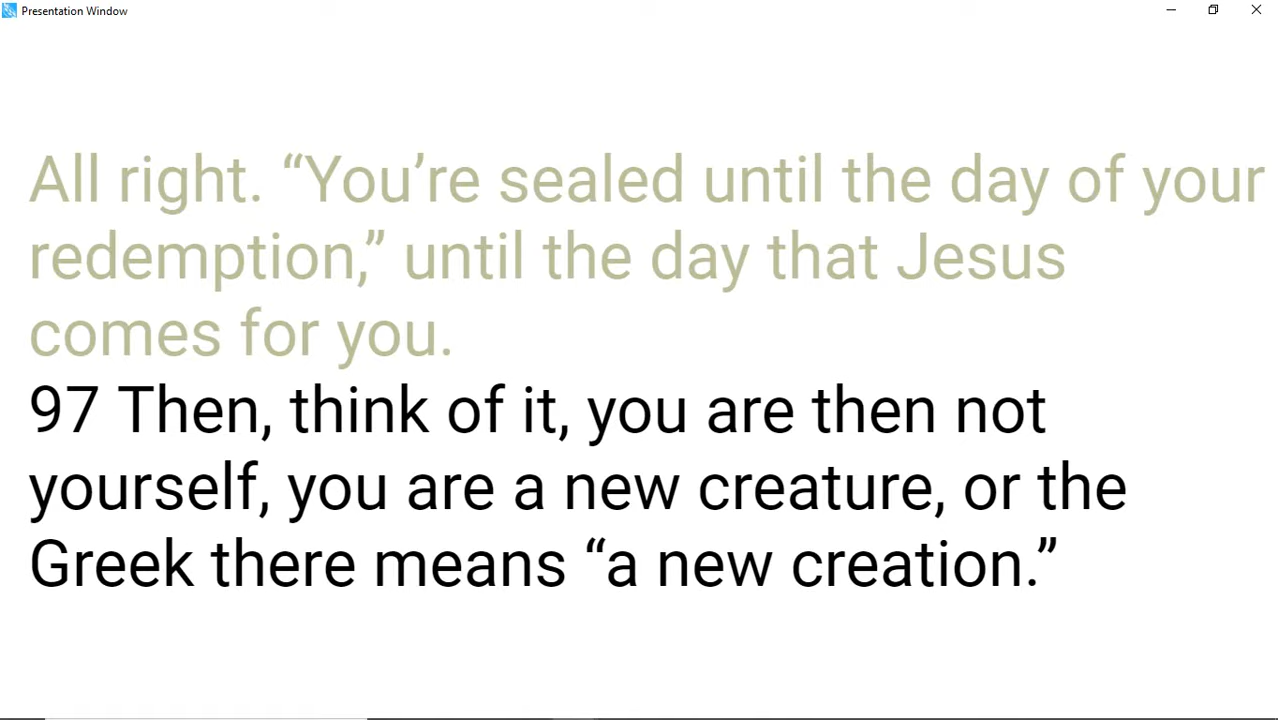 Presentation Window
All right. “You’re sealed until the day of your
redemption,” until the day that Jesus
comes for you.
97 Then, think of it, you are then not
yourself, you are a new creature, or the
Greek there means “a new creation.”